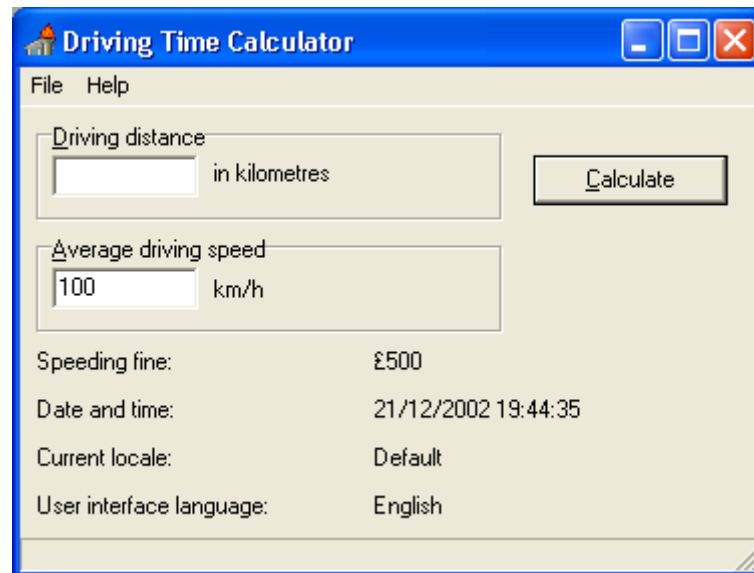 Driving Time Calculator
File Help
Driving distance
in kilometres
Calculate
Average driving speed
100 km/h
Speeding fine: £500
Date and time: 21/12/2002 19:44:35
Current locale: Default
User interface language: English